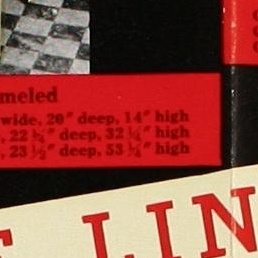 meled
wide, 20" deep, 14" high
, 22 ½" deep, 32 ¼" high
, 23 ½" deep, 53 ¼" high
LIN